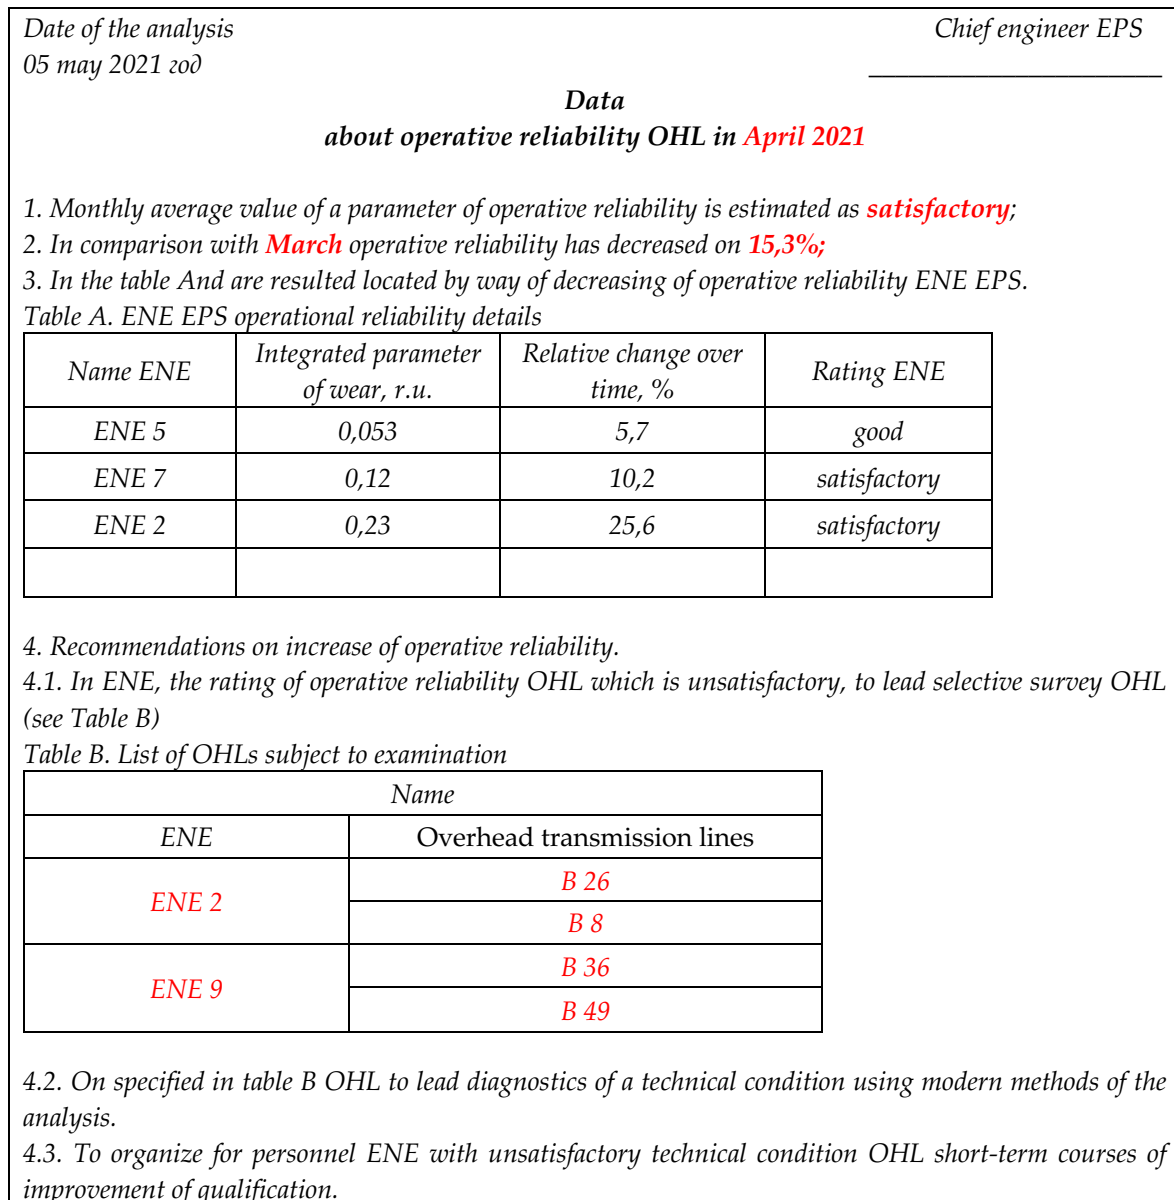 Date of the analysis Chief engineer EPS
05 may 2021 год ______________________
Data
about operative reliability OHL in April 2021
1. Monthly average value of a parameter of operative reliability is estimated as satisfactory;
2. In comparison with March operative reliability has decreased on 15,3%;
3. In the table And are resulted located by way of decreasing of operative reliability ENE EPS.
Table A. ENE EPS operational reliability details
Name ENE Integrated parameter of wear, r.u. Relative change over time, % Rating ENE
ENE 5 0,053 5,7 good
ENE 7 0,12 10,2 satisfactory
ENE 2 0,23 25,6 satisfactory
4. Recommendations on increase of operative reliability.
4.1. In ENE, the rating of operative reliability OHL which is unsatisfactory, to lead selective survey OHL
(see Table B)
Table B. List of OHLs subject to examination
Name
ENE Overhead transmission lines
ENE 2 B 26
B 8
ENE 9 B 36
B 49
4.2. On specified in table B OHL to lead diagnostics of a technical condition using modern methods of the
analysis.
4.3. To organize for personnel ENE with unsatisfactory technical condition OHL short-term courses of
improvement of qualification.